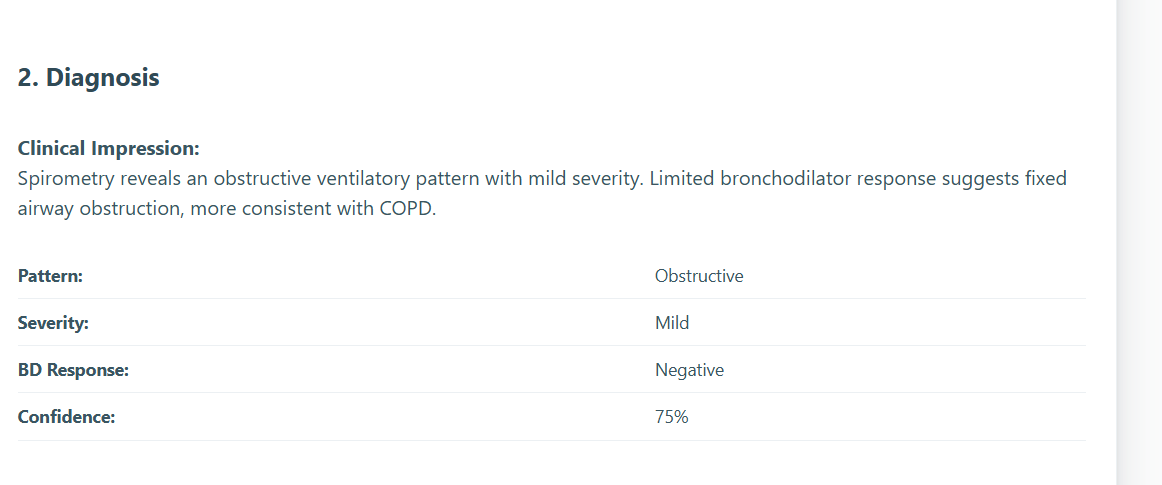 2. Diagnosis
Clinical Impression:
Spirometry reveals an obstructive ventilatory pattern with mild severity. Limited bronchodilator response suggests fixed
airway obstruction, more consistent with COPD.
Pattern: Obstructive
Severity: Mild
BD Response: Negative
Confidence: 75%